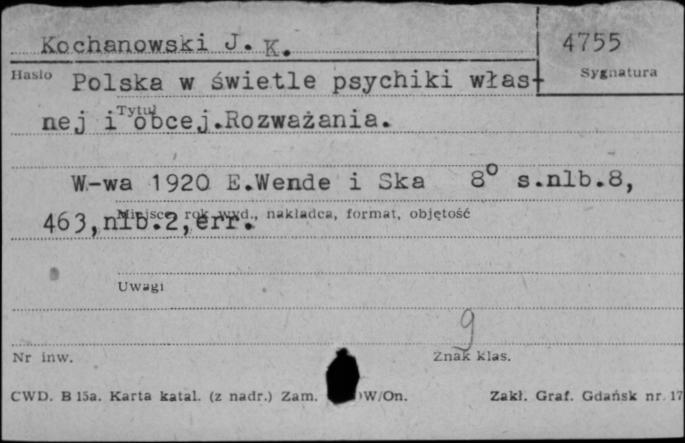 Kochanowski J. K.
4755
Hasło
Sygnatura
Polska w świetle psychiki włas-
Tytuł
nej i obcej.Rozważania.
W-wa 1920 E.Wende i Ska 8° s.nlb.8,
Miejsce, rok wyd., nakładca, format, objętość
463,nlb.2,err.
Uwagi
9
Nr inw.
Znak klas.
CWD. B 15a. Karta katal. (z nadr.) Zam. W/On.
Zakł. Graf. Gdańsk nr 17